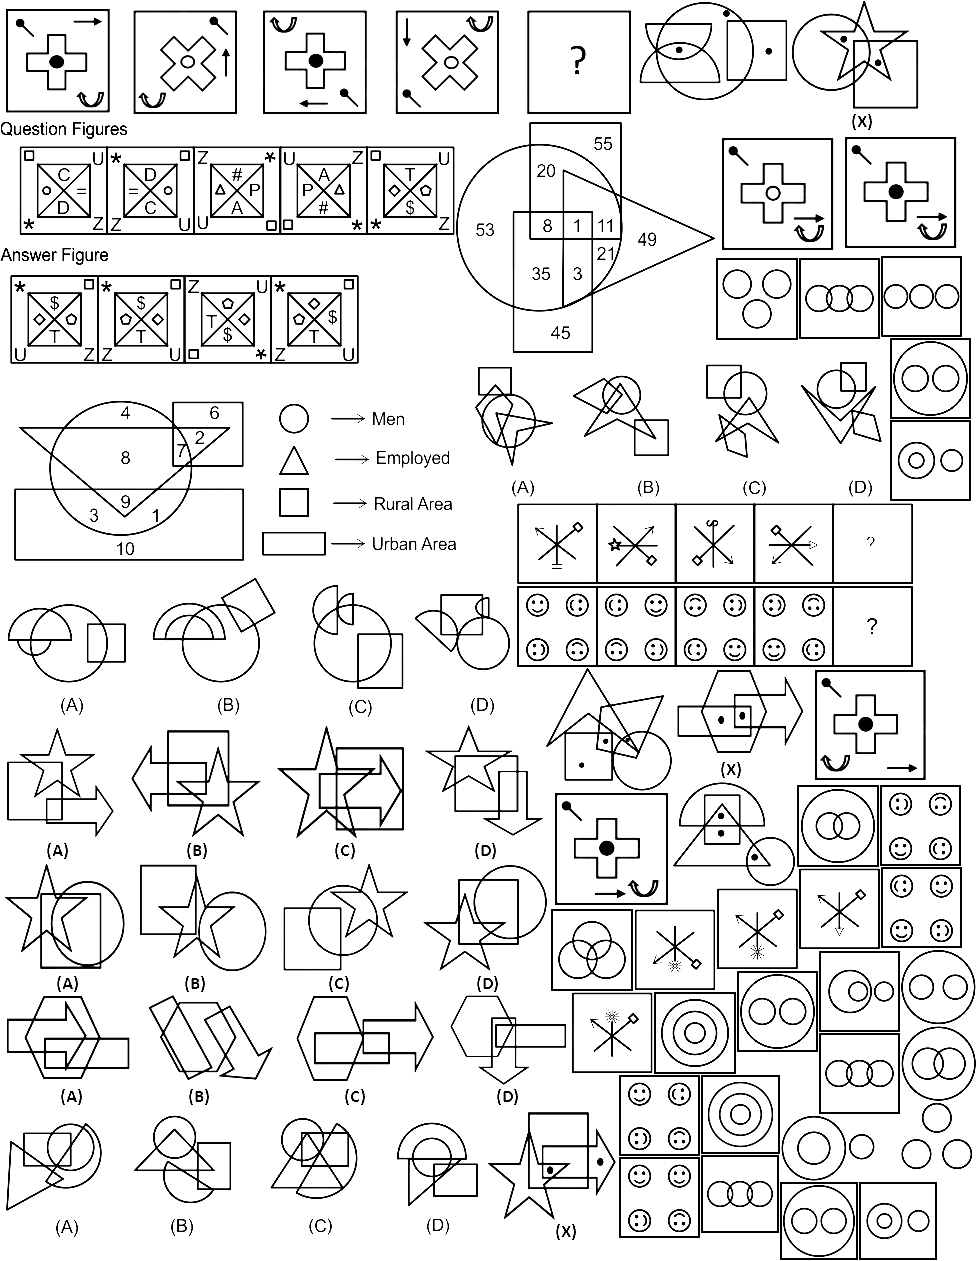 ?
(X)
Question Figures
U C = D Z *
* D = C Z U
Z * # P A U
U Z A P # *
U T $ * Z
Answer Figure
* $ T U Z
* $ T Z U
Z U T $ *
* $ T Z U
55
20
53
8 1 11
49
21
35 3
45
4 6
2
7
8
9
3 1
10
Men
Employed
Rural Area
Urban Area
(A) (B) (C) (D)
?
?
(A) (B) (C) (D)
(X)
(A) (B) (C) (D)
(A) (B) (C) (D)
(A) (B) (C) (D)
(A) (B) (C) (D)
(X)